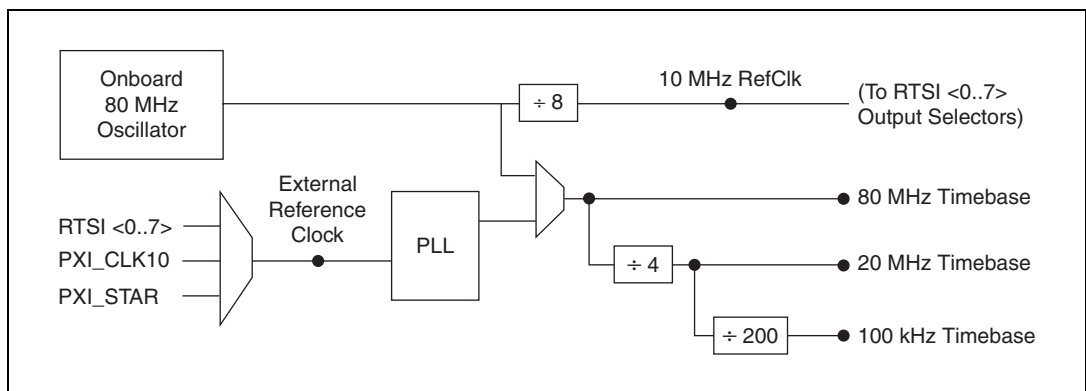 Onboard
80 MHz
Oscillator
÷ 8
10 MHz RefClk
(To RTSI <0..7>
Output Selectors)
External
Reference
Clock
RTSI <0..7>
PXI_CLK10
PXI_STAR
PLL
80 MHz Timebase
÷ 4
20 MHz Timebase
÷ 200
100 kHz Timebase